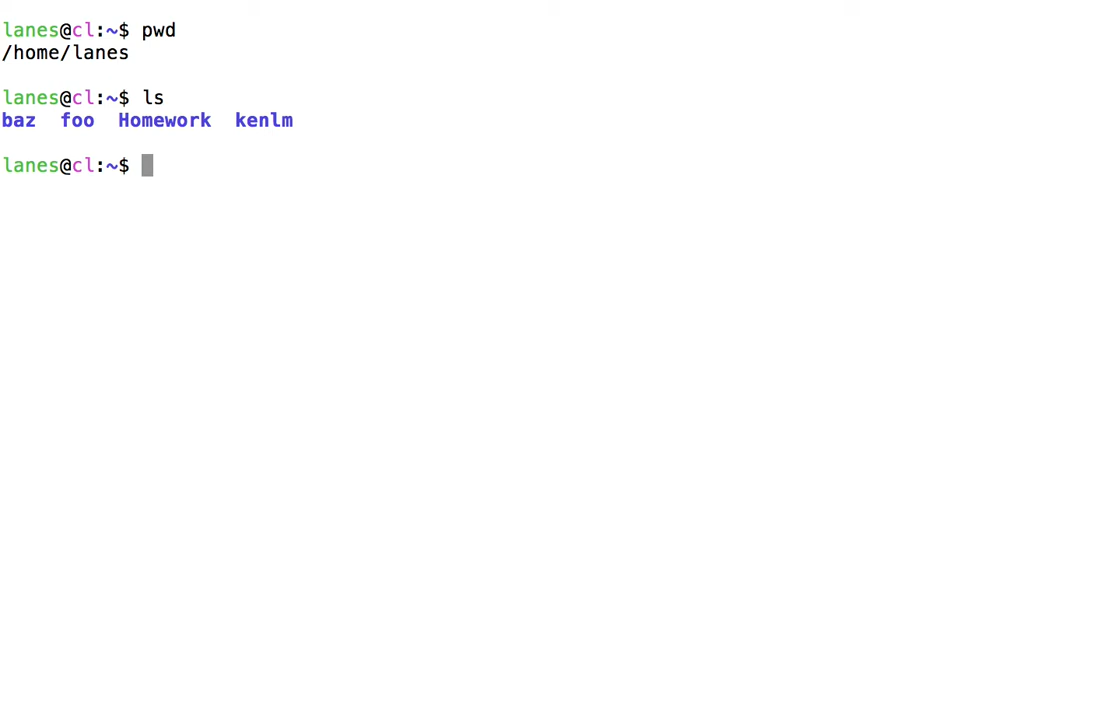 lanes@cl:~$ pwd
/home/lanes
lanes@cl:~$ ls
baz  foo  Homework  kenlm
lanes@cl:~$